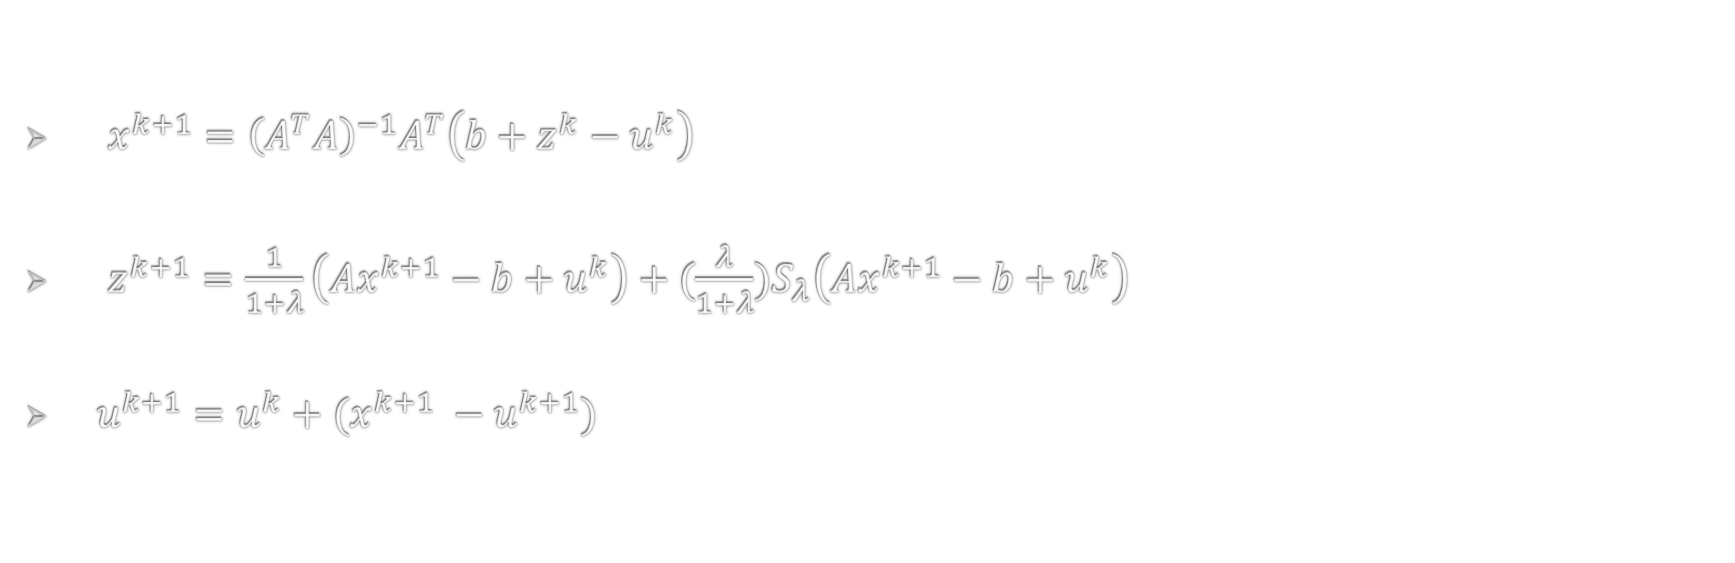 ➢ x^{k+1} = (A^T A)^{-1} A^T (b + z^k − u^k)
➢ z^{k+1} = \frac{1}{1+λ} (Ax^{k+1} − b + u^k) + (\frac{λ}{1+λ}) S_λ (Ax^{k+1} − b + u^k)
➢ u^{k+1} = u^k + (x^{k+1} − u^{k+1})